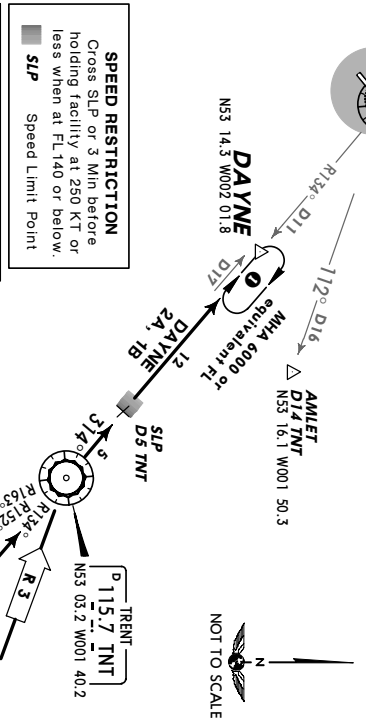 SPEED RESTRICTION
Cross SLP or 3 Min before
holding facility at 250 KT or
less when at FL140 or below.
SLP Speed Limit Point
R134° D11
112° D16
DAYNE
N53 14.3 W002 01.8
D17
MHA 6000 or
equivalent FL
AMLET
D14 TNT
N53 16.1 W001 50.3
12
DAYNE
2A, 1B
SLP
D5 TNT
5
314°
TRENT
D 115.7 TNT
N53 03.2 W001 40.2
R134°
R152°
R163°
R3
N
NOT TO SCALE